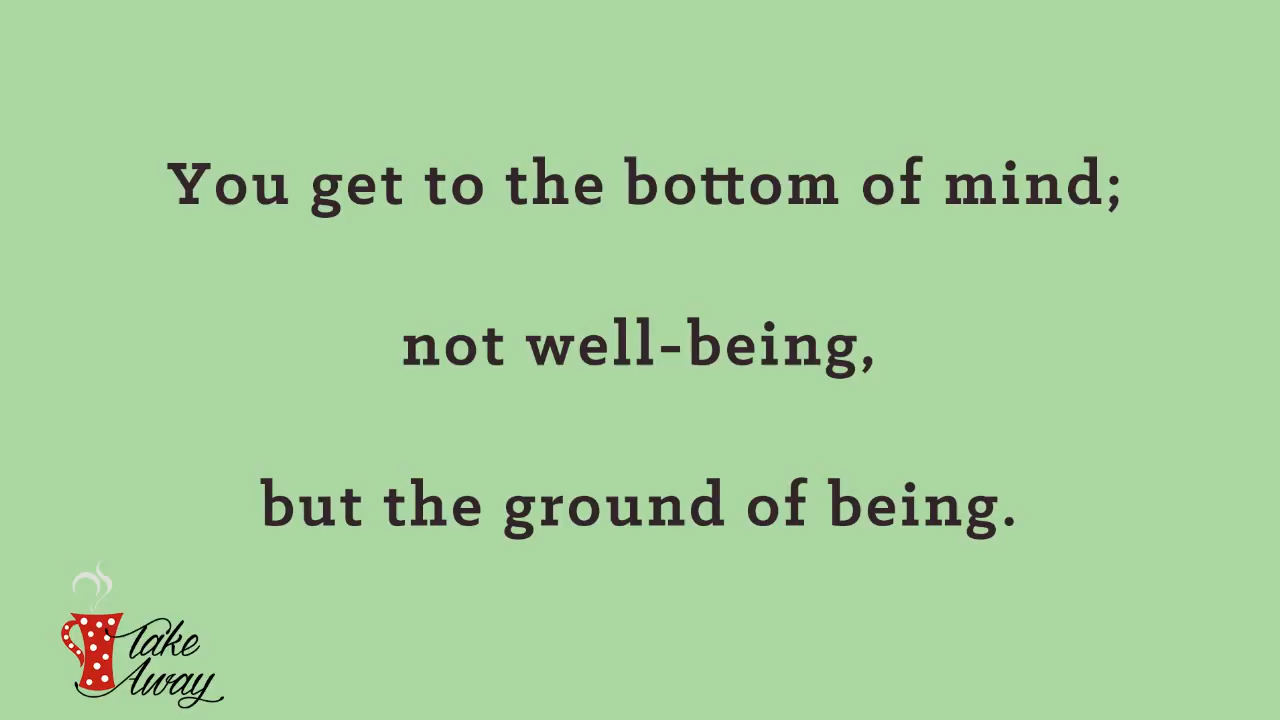 You get to the bottom of mind;
not well-being,
but the ground of being.
Take
Away